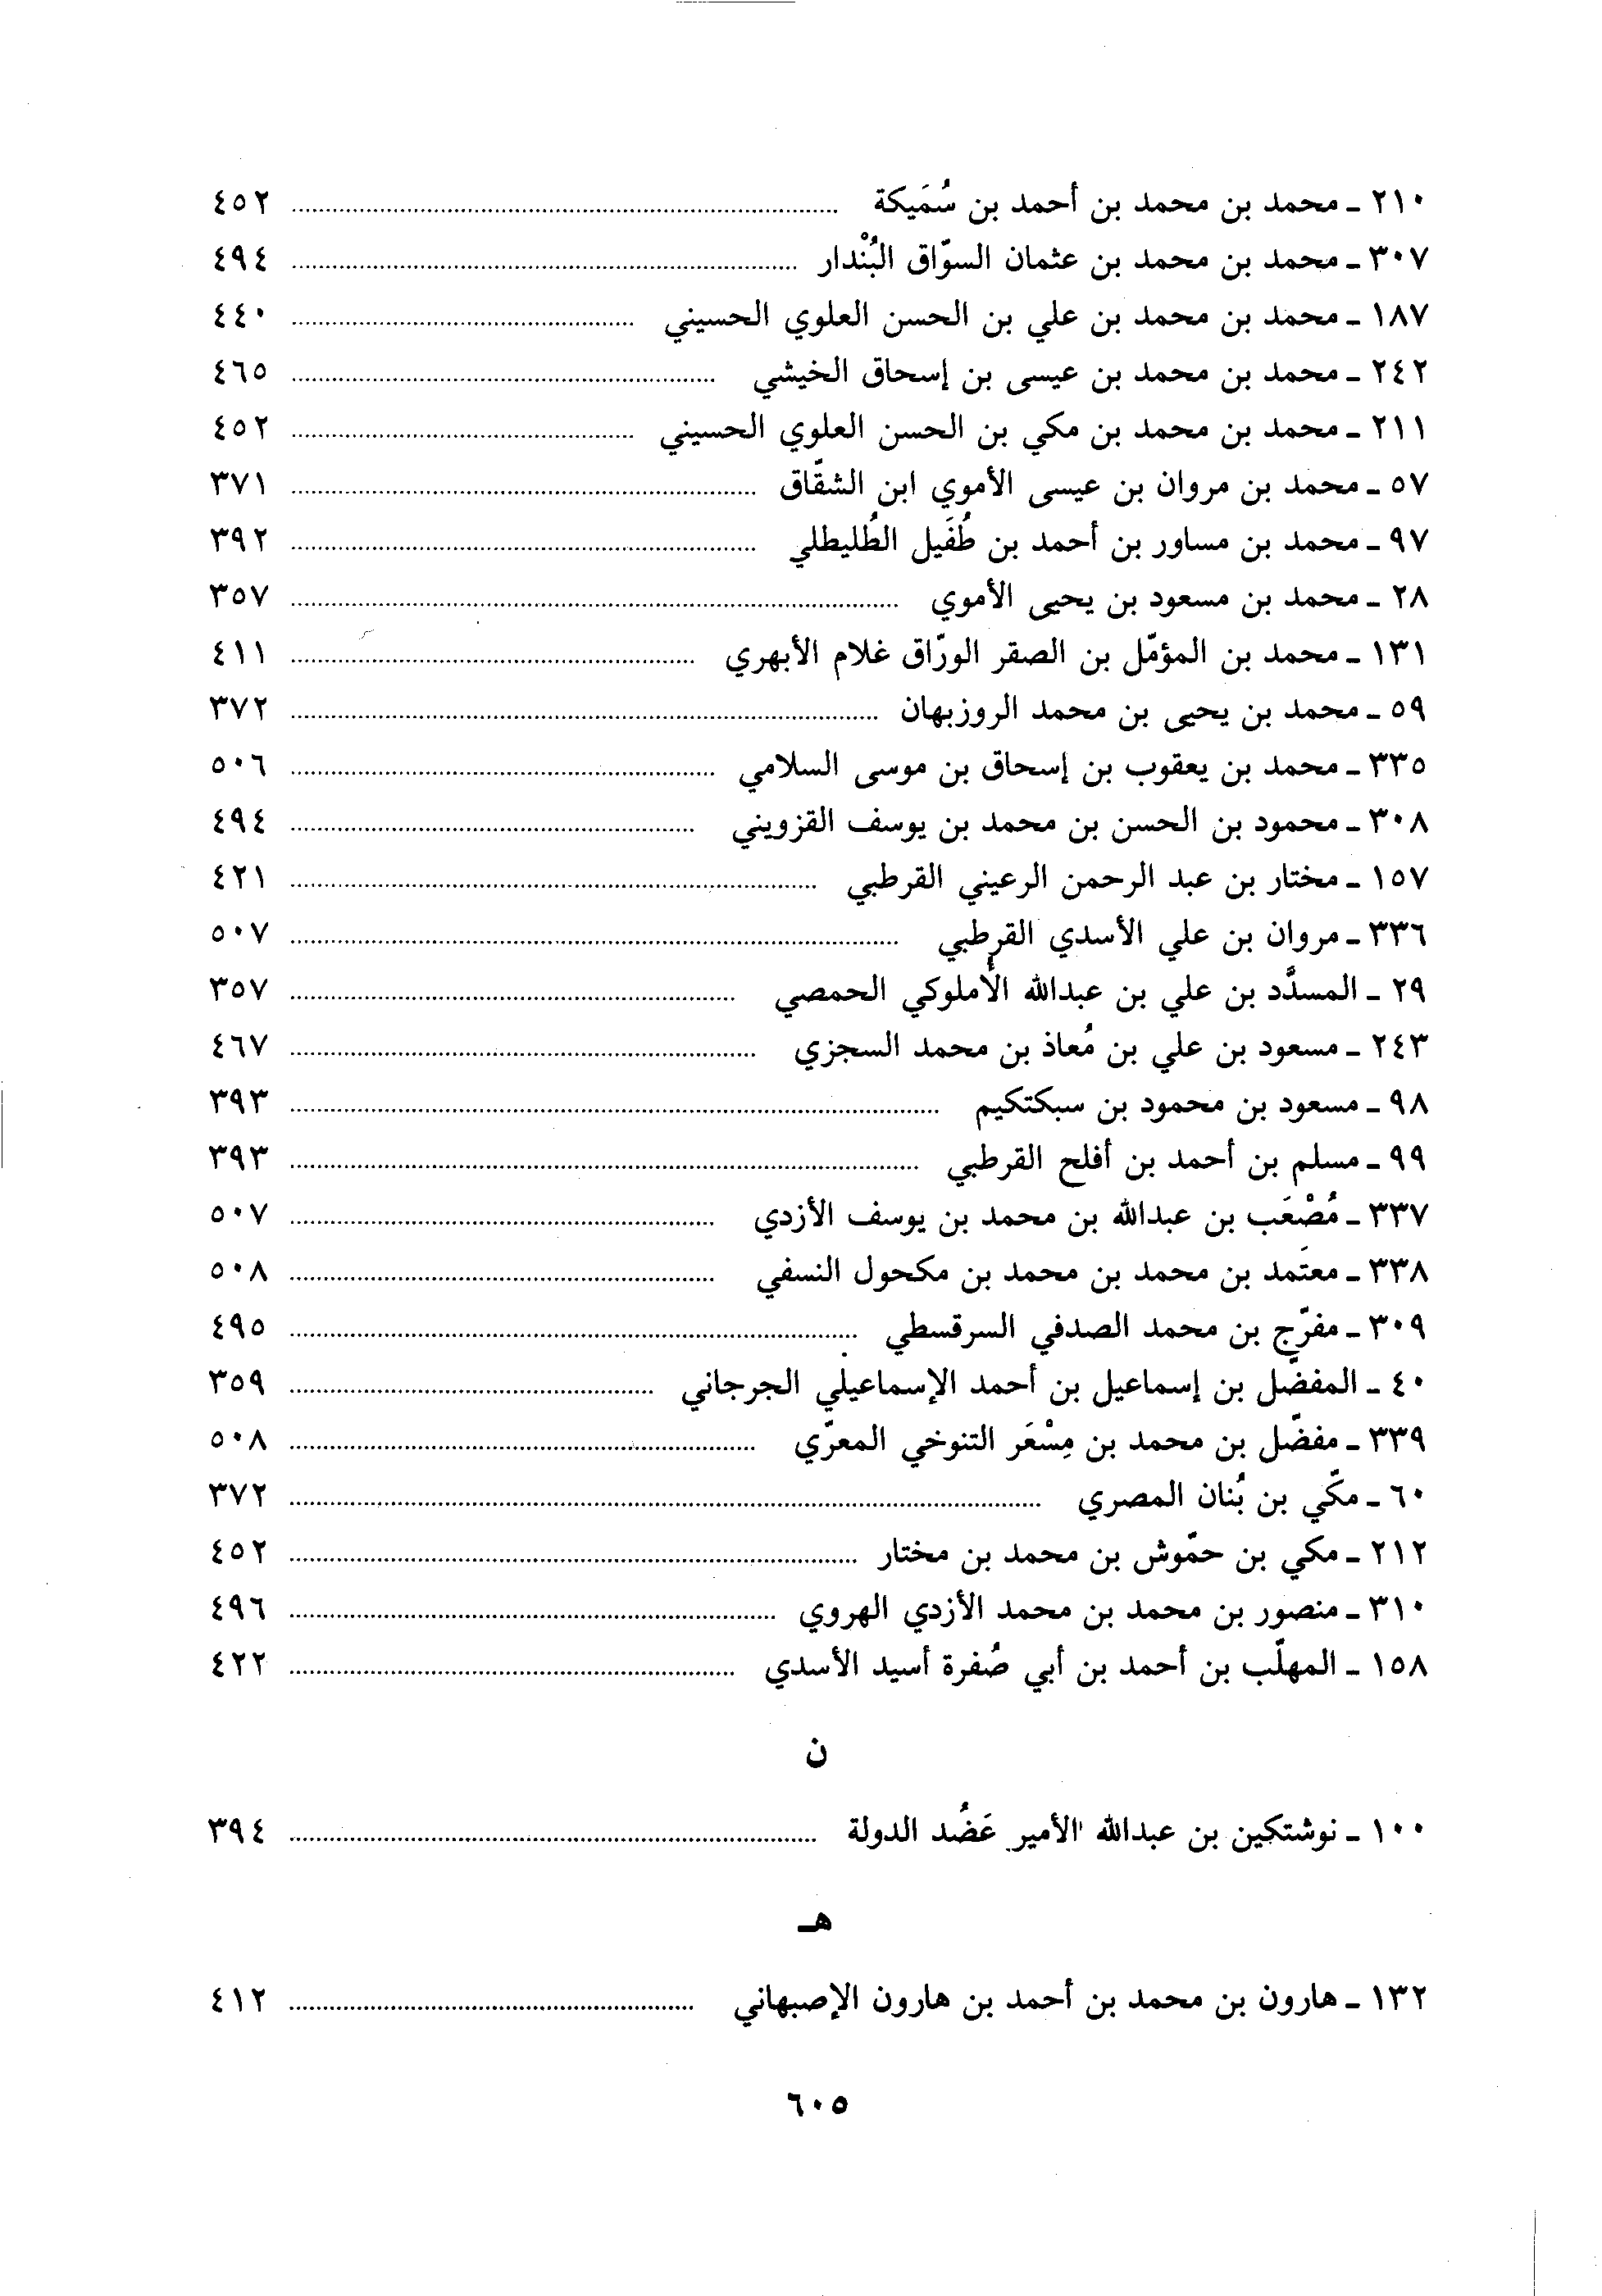 ٢١٠ ـ محمد بن محمد بن أحمد بن سُمَيكة ........ ٤٥٢
٣٠٧ ـ محمد بن محمد بن عثمان السوّاق البُنْدار ........ ٤٩٤
١٨٧ ـ محمد بن محمد بن علي بن الحسن العلوي الحسيني ........ ٤٤٠
٢٤٢ ـ محمد بن محمد بن عيسى بن إسحاق الخيشي ........ ٤٦٥
٢١١ ـ محمد بن محمد بن مكي بن الحسن العلوي الحسيني ........ ٤٥٢
٥٧ ـ محمد بن مروان بن عيسى الأموي ابن الشقّاق ........ ٣٧١
٩٧ ـ محمد بن مساور بن أحمد بن طُفَيل الطُليطلي ........ ٣٩٢
٢٨ ـ محمد بن مسعود بن يحيى الأموي ........ ٣٥٧
١٣١ ـ محمد بن المؤمّل بن الصقر الورّاق غلام الأبهري ........ ٤١١
٥٩ ـ محمد بن يحيى بن محمد الروزبهان ........ ٣٧٢
٣٣٥ ـ محمد بن يعقوب بن إسحاق بن موسى السلامي ........ ٥٠٦
٣٠٨ ـ محمود بن الحسن بن محمد بن يوسف القزويني ........ ٤٩٤
١٥٧ ـ مختار بن عبد الرحمن الرعيني القرطبي ........ ٤٢١
٣٣٦ ـ مروان بن علي الأسدي القرطبي ........ ٥٠٧
٢٩ ـ المسدَّد بن علي بن عبدالله الأُملوكي الحمصي ........ ٣٥٧
٢٤٣ ـ مسعود بن علي بن مُعاذ بن محمد السجزي ........ ٤٦٧
٩٨ ـ مسعود بن محمود بن سبكتكيم ........ ٣٩٣
٩٩ ـ مسلم بن أحمد بن أفلح القرطبي ........ ٣٩٣
٣٣٧ ـ مُصْعَب بن عبدالله بن محمد بن يوسف الأزدي ........ ٥٠٧
٣٣٨ ـ معتَمد بن محمد بن محمد بن مكحول النسفي ........ ٥٠٨
٣٠٩ ـ مفرّج بن محمد الصدفي السرقسطي ........ ٤٩٥
٤٠ ـ المفضّل بن إسماعيل بن أحمد الإسماعيلي الجرجاني ........ ٣٥٩
٣٣٩ ـ مفضّل بن محمد بن مِسْعَر التنوخي المعرّي ........ ٥٠٨
٦٠ ـ مكّي بن بُنان المصري ........ ٣٧٢
٢١٢ ـ مكي بن حمّوش بن محمد بن مختار ........ ٤٥٢
٣١٠ ـ منصور بن محمد بن محمد الأزدي الهروي ........ ٤٩٦
١٥٨ ـ المهلّب بن أحمد بن أبي صُفرة أسيد الأسدي ........ ٤٢٢
ن
١٠٠ ـ نوشتكين بن عبدالله الأمير عَضُد الدولة ........ ٣٩٤
هـ
١٣٢ ـ هارون بن محمد بن أحمد بن هارون الإصبهاني ........ ٤١٢
٦٠٥